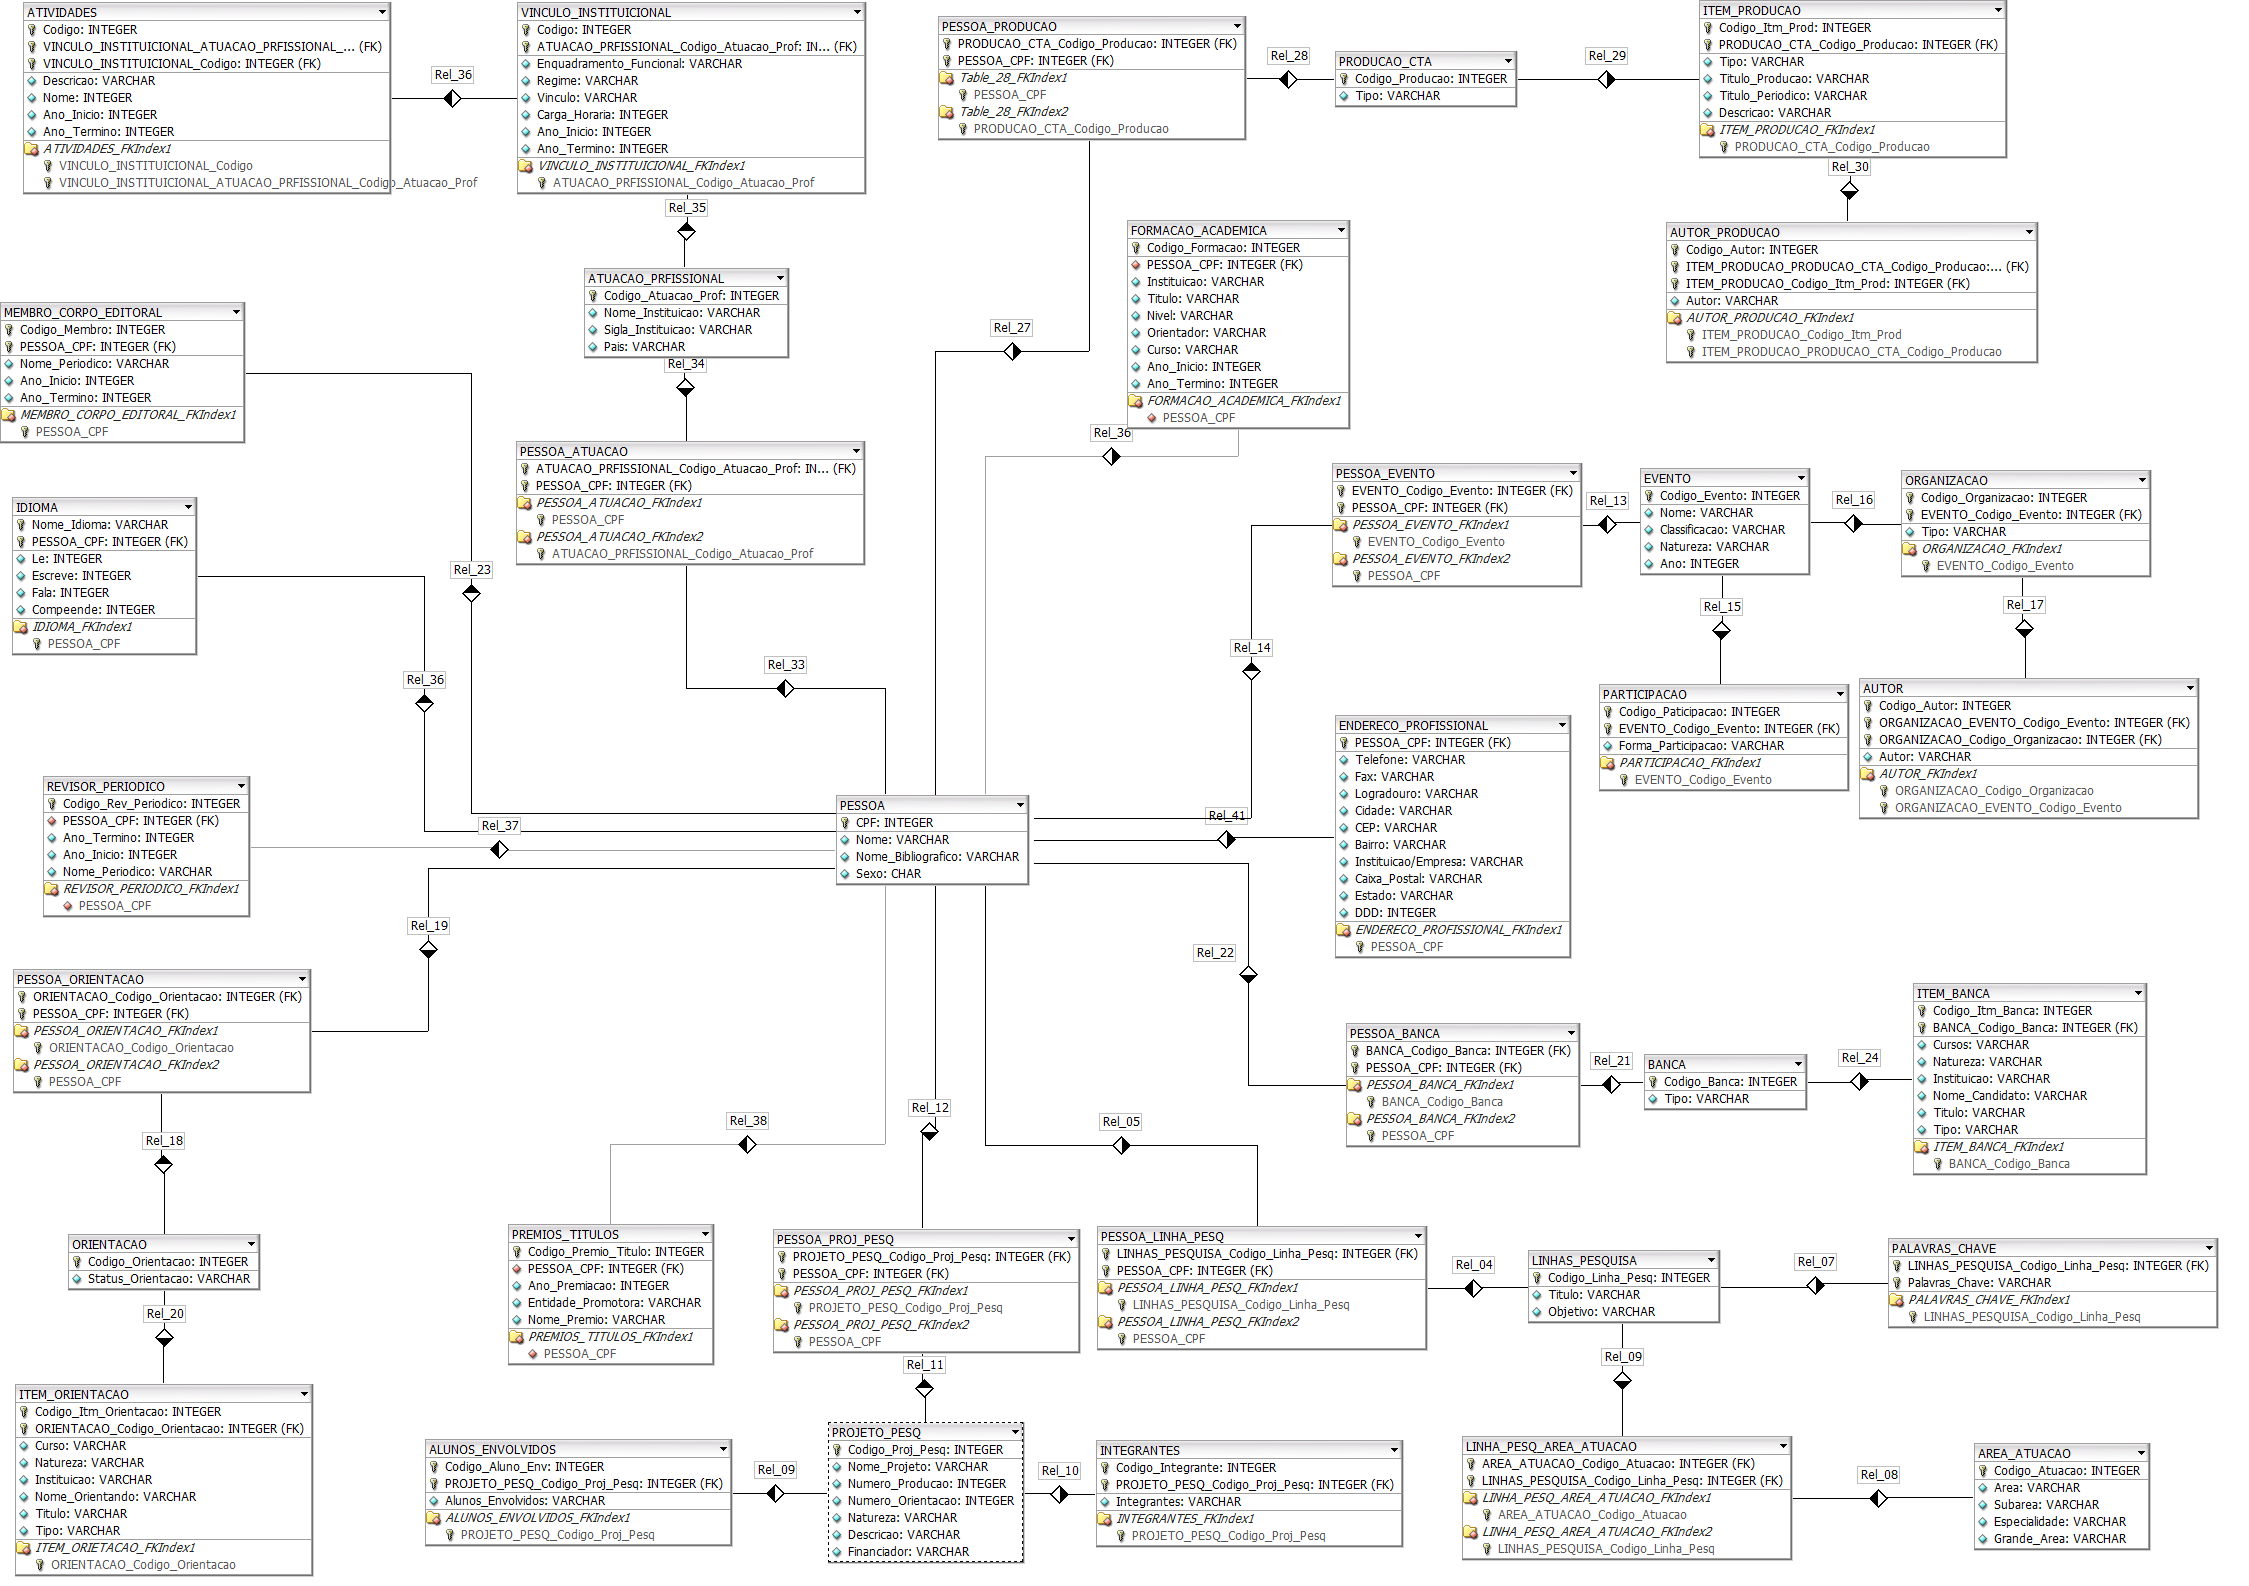 ATIVIDADES
Codigo: INTEGER
VINCULO_INSTITUICIONAL_ATUACAO_PRFISSIONAL_... (FK)
VINCULO_INSTITUICIONAL_Codigo: INTEGER (FK)
Descricao: VARCHAR
Nome: INTEGER
Ano_Inicio: INTEGER
Ano_Termino: INTEGER
ATIVIDADES_FKIndex1
VINCULO_INSTITUICIONAL_Codigo
VINCULO_INSTITUICIONAL_ATUACAO_PRFISSIONAL_Codigo_Atuacao_Prof
Rel_36
VINCULO_INSTITUICIONAL
Codigo: INTEGER
ATUACAO_PRFISSIONAL_Codigo_Atuacao_Prof: IN... (FK)
Enquadramento_Funcional: VARCHAR
Regime: VARCHAR
Vinculo: VARCHAR
Carga_Horaria: INTEGER
Ano_Inicio: INTEGER
Ano_Termino: INTEGER
VINCULO_INSTITUICIONAL_FKIndex1
ATUACAO_PRFISSIONAL_Codigo_Atuacao_Prof
PESSOA_PRODUCAO
PRODUCAO_CTA_Codigo_Producao: INTEGER (FK)
PESSOA_CPF: INTEGER (FK)
Table_28_FKIndex1
PESSOA_CPF
Table_28_FKIndex2
PRODUCAO_CTA_Codigo_Producao
Rel_28
PRODUCAO_CTA
Codigo_Producao: INTEGER
Tipo: VARCHAR
Rel_29
ITEM_PRODUCAO
Codigo_Itm_Prod: INTEGER
PRODUCAO_CTA_Codigo_Producao: INTEGER (FK)
Tipo: VARCHAR
Titulo_Producao: VARCHAR
Titulo_Periodico: VARCHAR
Descricao: VARCHAR
ITEM_PRODUCAO_FKIndex1
PRODUCAO_CTA_Codigo_Producao
Rel_30
Rel_35
AUTOR_PRODUCAO
Codigo_Autor: INTEGER
ITEM_PRODUCAO_PRODUCAO_CTA_Codigo_Producao:... (FK)
ITEM_PRODUCAO_Codigo_Itm_Prod: INTEGER (FK)
Autor: VARCHAR
AUTOR_PRODUCAO_FKIndex1
ITEM_PRODUCAO_Codigo_Itm_Prod
ITEM_PRODUCAO_PRODUCAO_CTA_Codigo_Producao
FORMACAO_ACADEMICA
Codigo_Formacao: INTEGER
PESSOA_CPF: INTEGER (FK)
Instituicao: VARCHAR
Titulo: VARCHAR
Nivel: VARCHAR
Orientador: VARCHAR
Curso: VARCHAR
Ano_Inicio: INTEGER
Ano_Termino: INTEGER
FORMACAO_ACADEMICA_FKIndex1
PESSOA_CPF
Rel_36
ATUACAO_PRFISSIONAL
Codigo_Atuacao_Prof: INTEGER
Nome_Instituicao: VARCHAR
Sigla_Instituicao: VARCHAR
Pais: VARCHAR
Rel_34
Rel_27
MEMBRO_CORPO_EDITORAL
Codigo_Membro: INTEGER
PESSOA_CPF: INTEGER (FK)
Nome_Periodico: VARCHAR
Ano_Inicio: INTEGER
Ano_Termino: INTEGER
MEMBRO_CORPO_EDITORAL_FKIndex1
PESSOA_CPF
PESSOA_ATUACAO
ATUACAO_PRFISSIONAL_Codigo_Atuacao_Prof: IN... (FK)
PESSOA_CPF: INTEGER (FK)
PESSOA_ATUACAO_FKIndex1
PESSOA_CPF
PESSOA_ATUACAO_FKIndex2
ATUACAO_PRFISSIONAL_Codigo_Atuacao_Prof
PESSOA_EVENTO
EVENTO_Codigo_Evento: INTEGER (FK)
PESSOA_CPF: INTEGER (FK)
PESSOA_EVENTO_FKIndex1
EVENTO_Codigo_Evento
PESSOA_EVENTO_FKIndex2
PESSOA_CPF
Rel_13
EVENTO
Codigo_Evento: INTEGER
Nome: VARCHAR
Classificacao: VARCHAR
Natureza: VARCHAR
Ano: INTEGER
Rel_16
ORGANIZACAO
Codigo_Organizacao: INTEGER
EVENTO_Codigo_Evento: INTEGER (FK)
Tipo: VARCHAR
ORGANIZACAO_FKIndex1
EVENTO_Codigo_Evento
IDIOMA
Nome_Idioma: VARCHAR
PESSOA_CPF: INTEGER (FK)
Le: INTEGER
Escreve: INTEGER
Fala: INTEGER
Compeende: INTEGER
IDIOMA_FKIndex1
PESSOA_CPF
Rel_23
Rel_15
Rel_17
Rel_14
Rel_33
Rel_36
PARTICIPACAO
Codigo_Paticipacao: INTEGER
EVENTO_Codigo_Evento: INTEGER (FK)
Forma_Participacao: VARCHAR
PARTICIPACAO_FKIndex1
EVENTO_Codigo_Evento
AUTOR
Codigo_Autor: INTEGER
ORGANIZACAO_EVENTO_Codigo_Evento: INTEGER (FK)
ORGANIZACAO_Codigo_Organizacao: INTEGER (FK)
Autor: VARCHAR
AUTOR_FKIndex1
ORGANIZACAO_Codigo_Organizacao
ORGANIZACAO_EVENTO_Codigo_Evento
ENDERECO_PROFISSIONAL
PESSOA_CPF: INTEGER (FK)
Telefone: VARCHAR
Fax: VARCHAR
Logradouro: VARCHAR
Cidade: VARCHAR
CEP: VARCHAR
Bairro: VARCHAR
Instituicao/Empresa: VARCHAR
Caixa_Postal: VARCHAR
Estado: VARCHAR
DDD: INTEGER
ENDERECO_PROFISSIONAL_FKIndex1
PESSOA_CPF
REVISOR_PERIODICO
Codigo_Rev_Periodico: INTEGER
PESSOA_CPF: INTEGER (FK)
Ano_Termino: INTEGER
Ano_Inicio: INTEGER
Nome_Periodico: VARCHAR
REVISOR_PERIODICO_FKIndex1
PESSOA_CPF
Rel_37
PESSOA
CPF: INTEGER
Nome: VARCHAR
Nome_Bibliografico: VARCHAR
Sexo: CHAR
Rel_41
Rel_19
Rel_22
PESSOA_ORIENTACAO
ORIENTACAO_Codigo_Orientacao: INTEGER (FK)
PESSOA_CPF: INTEGER (FK)
PESSOA_ORIENTACAO_FKIndex1
ORIENTACAO_Codigo_Orientacao
PESSOA_ORIENTACAO_FKIndex2
PESSOA_CPF
PESSOA_BANCA
BANCA_Codigo_Banca: INTEGER (FK)
PESSOA_CPF: INTEGER (FK)
PESSOA_BANCA_FKIndex1
BANCA_Codigo_Banca
PESSOA_BANCA_FKIndex2
PESSOA_CPF
Rel_21
BANCA
Codigo_Banca: INTEGER
Tipo: VARCHAR
Rel_24
ITEM_BANCA
Codigo_Itm_Banca: INTEGER
BANCA_Codigo_Banca: INTEGER (FK)
Cursos: VARCHAR
Natureza: VARCHAR
Instituicao: VARCHAR
Nome_Candidato: VARCHAR
Titulo: VARCHAR
Tipo: VARCHAR
ITEM_BANCA_FKIndex1
BANCA_Codigo_Banca
Rel_18
Rel_38
Rel_12
Rel_05
ORIENTACAO
Codigo_Orientacao: INTEGER
Status_Orientacao: VARCHAR
Rel_20
PREMIOS_TITULOS
Codigo_Premio_Titulo: INTEGER
PESSOA_CPF: INTEGER (FK)
Ano_Premiacao: INTEGER
Entidade_Promotora: VARCHAR
Nome_Premio: VARCHAR
PREMIOS_TITULOS_FKIndex1
PESSOA_CPF
PESSOA_PROJ_PESQ
PROJETO_PESQ_Codigo_Proj_Pesq: INTEGER (FK)
PESSOA_CPF: INTEGER (FK)
PESSOA_PROJ_PESQ_FKIndex1
PROJETO_PESQ_Codigo_Proj_Pesq
PESSOA_PROJ_PESQ_FKIndex2
PESSOA_CPF
PESSOA_LINHA_PESQ
LINHAS_PESQUISA_Codigo_Linha_Pesq: INTEGER (FK)
PESSOA_CPF: INTEGER (FK)
PESSOA_LINHA_PESQ_FKIndex1
LINHAS_PESQUISA_Codigo_Linha_Pesq
PESSOA_LINHA_PESQ_FKIndex2
PESSOA_CPF
Rel_04
LINHAS_PESQUISA
Codigo_Linha_Pesq: INTEGER
Titulo: VARCHAR
Objetivo: VARCHAR
Rel_07
PALAVRAS_CHAVE
LINHAS_PESQUISA_Codigo_Linha_Pesq: INTEGER (FK)
Palavras_Chave: VARCHAR
PALAVRAS_CHAVE_FKIndex1
LINHAS_PESQUISA_Codigo_Linha_Pesq
Rel_11
Rel_09
ITEM_ORIENTACAO
Codigo_Itm_Orientacao: INTEGER
ORIENTACAO_Codigo_Orientacao: INTEGER (FK)
Curso: VARCHAR
Natureza: VARCHAR
Instituicao: VARCHAR
Nome_Orientando: VARCHAR
Titulo: VARCHAR
Tipo: VARCHAR
ITEM_ORIETACAO_FKIndex1
ORIENTACAO_Codigo_Orientacao
ALUNOS_ENVOLVIDOS
Codigo_Aluno_Env: INTEGER
PROJETO_PESQ_Codigo_Proj_Pesq: INTEGER (FK)
Alunos_Envolvidos: VARCHAR
ALUNOS_ENVOLVIDOS_FKIndex1
PROJETO_PESQ_Codigo_Proj_Pesq
Rel_09
PROJETO_PESQ
Codigo_Proj_Pesq: INTEGER
Nome_Projeto: VARCHAR
Numero_Producao: INTEGER
Numero_Orientacao: INTEGER
Natureza: VARCHAR
Descricao: VARCHAR
Financiador: VARCHAR
Rel_10
INTEGRANTES
Codigo_Integrante: INTEGER
PROJETO_PESQ_Codigo_Proj_Pesq: INTEGER (FK)
Integrantes: VARCHAR
INTEGRANTES_FKIndex1
PROJETO_PESQ_Codigo_Proj_Pesq
LINHA_PESQ_AREA_ATUACAO
AREA_ATUACAO_Codigo_Atuacao: INTEGER (FK)
LINHAS_PESQUISA_Codigo_Linha_Pesq: INTEGER (FK)
LINHA_PESQ_AREA_ATUACAO_FKIndex1
AREA_ATUACAO_Codigo_Atuacao
LINHA_PESQ_AREA_ATUACAO_FKIndex2
LINHAS_PESQUISA_Codigo_Linha_Pesq
Rel_08
AREA_ATUACAO
Codigo_Atuacao: INTEGER
Area: VARCHAR
Subarea: VARCHAR
Especialidade: VARCHAR
Grande_Area: VARCHAR